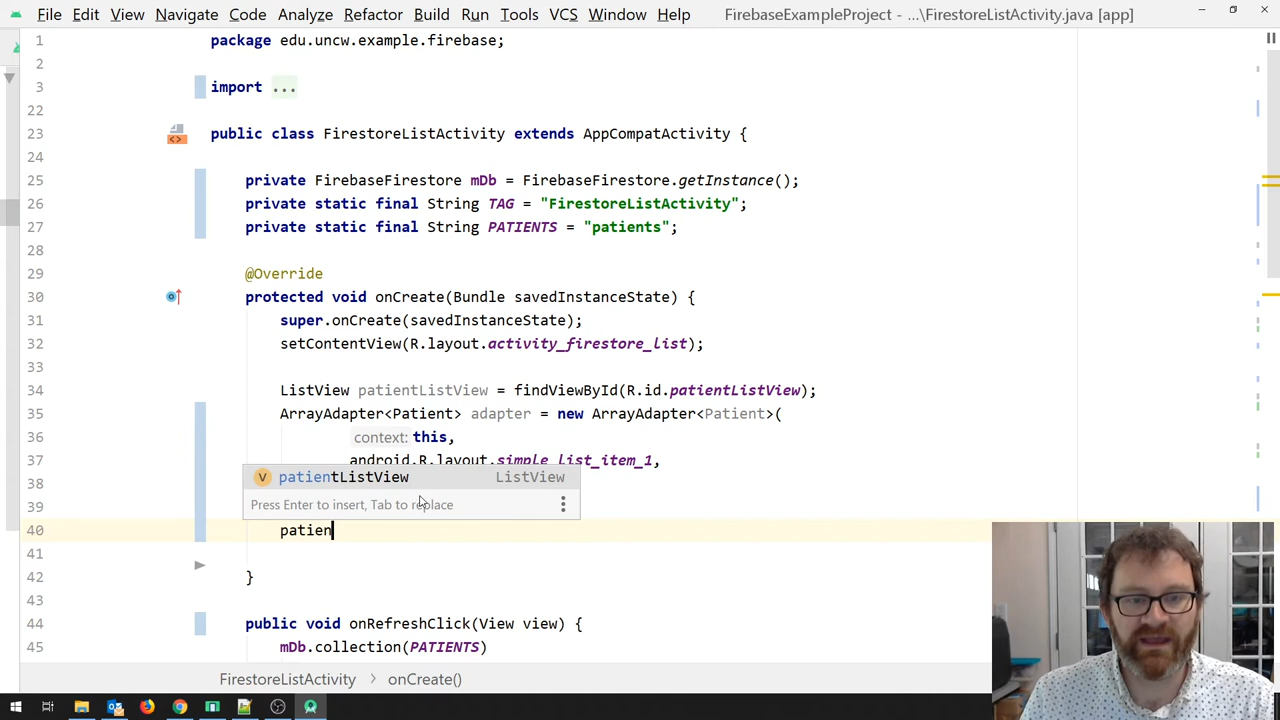 File Edit View Navigate Code Analyze Refactor Build Run Tools VCS Window Help FirebaseExampleProject - ...\FirestoreListActivity.java [app]
1 package edu.uncw.example.firebase;
2
3 import ...
22
23 public class FirestoreListActivity extends AppCompatActivity {
24
25 private FirebaseFirestore mDb = FirebaseFirestore.getInstance();
26 private static final String TAG = "FirestoreListActivity";
27 private static final String PATIENTS = "patients";
28
29 @Override
30 protected void onCreate(Bundle savedInstanceState) {
31 super.onCreate(savedInstanceState);
32 setContentView(R.layout.activity_firestore_list);
33
34 ListView patientListView = findViewById(R.id.patientListView);
35 ArrayAdapter<Patient> adapter = new ArrayAdapter<Patient>(
36 context: this,
37 android.R.layout.simple_list_item_1,
38 V patientListView ListView
39 Press Enter to insert, Tab to replace
40 patien
41
42 }
43
44 public void onRefreshClick(View view) {
45 mDb.collection(PATIENTS)
FirestoreListActivity > onCreate()